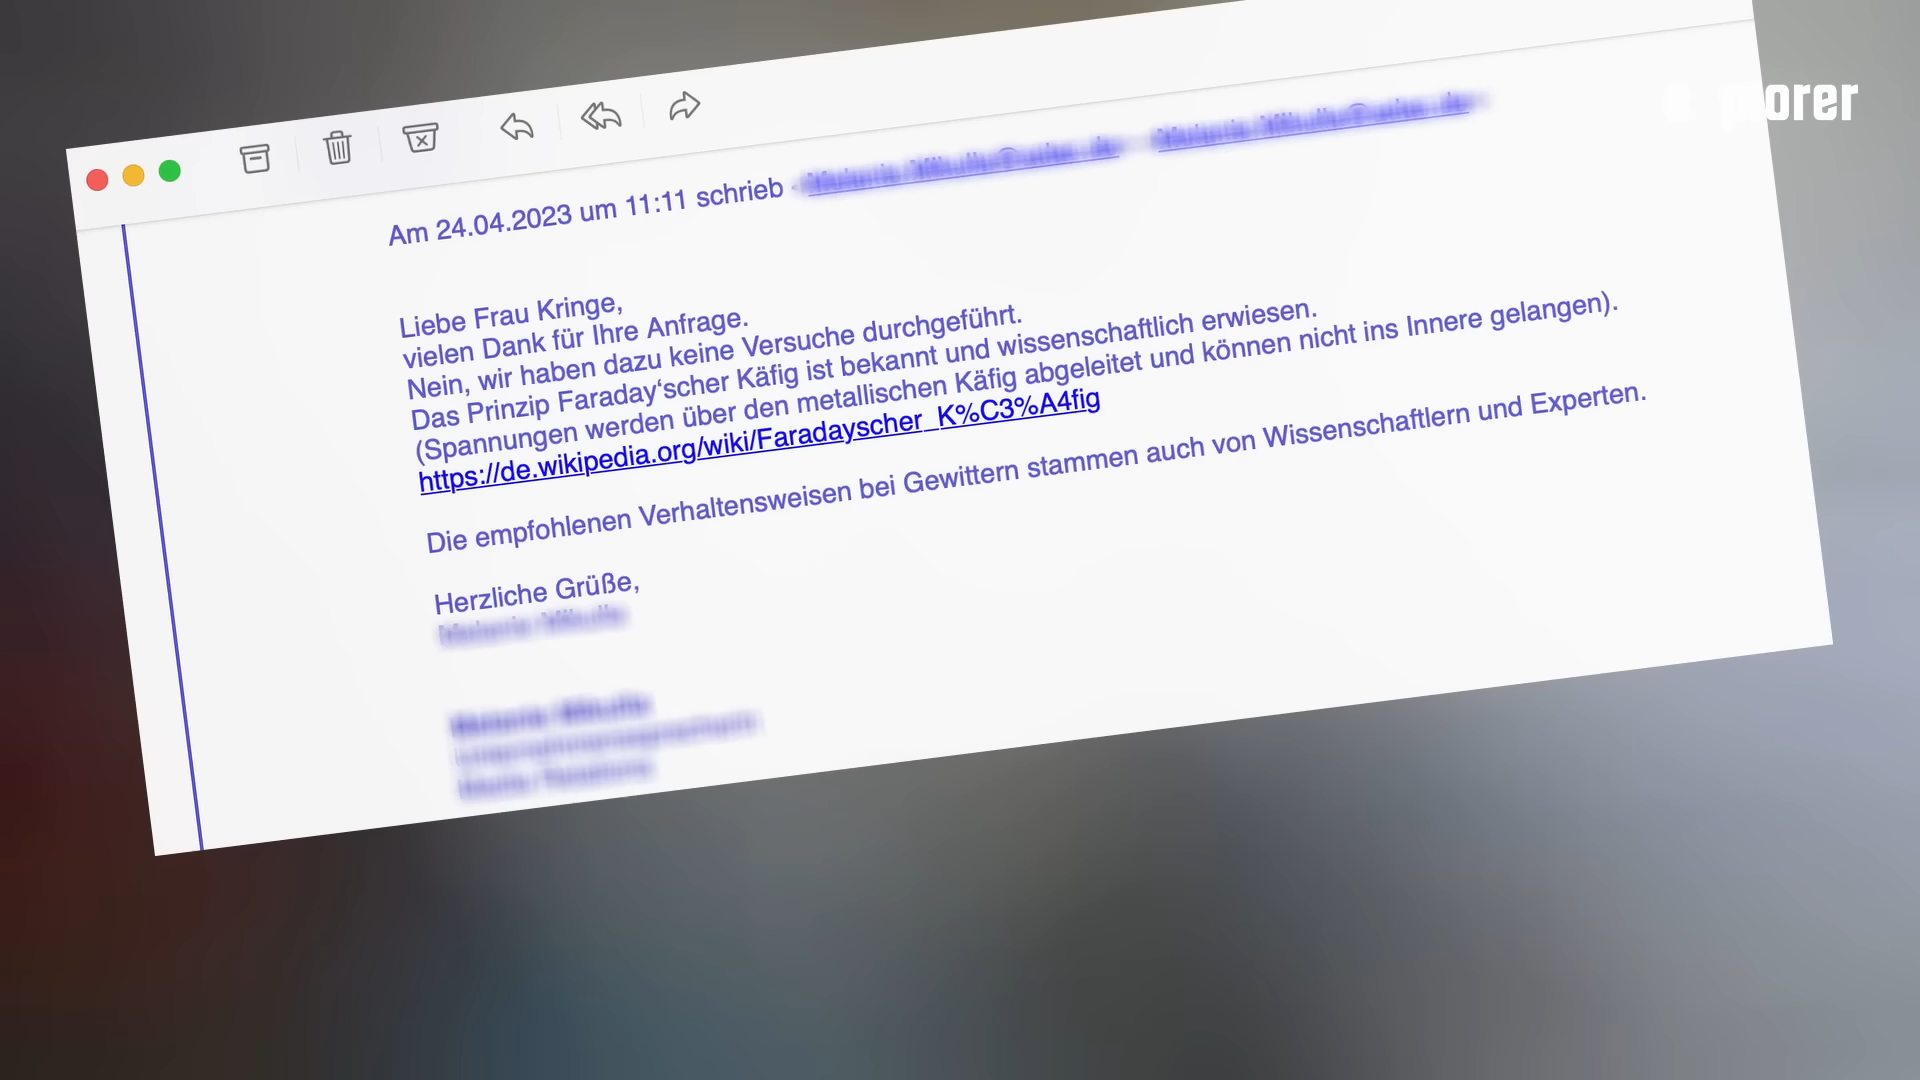 Am 24.04.2023 um 11:11 schrieb
Liebe Frau Kringe,
vielen Dank für Ihre Anfrage.
Nein, wir haben dazu keine Versuche durchgeführt.
Das Prinzip Faraday‘scher Käfig ist bekannt und wissenschaftlich erwiesen.
(Spannungen werden über den metallischen Käfig abgeleitet und können nicht ins Innere gelangen).
https://de.wikipedia.org/wiki/Faradayscher_K%C3%A4fig
Die empfohlenen Verhaltensweisen bei Gewittern stammen auch von Wissenschaftlern und Experten.
Herzliche Grüße,